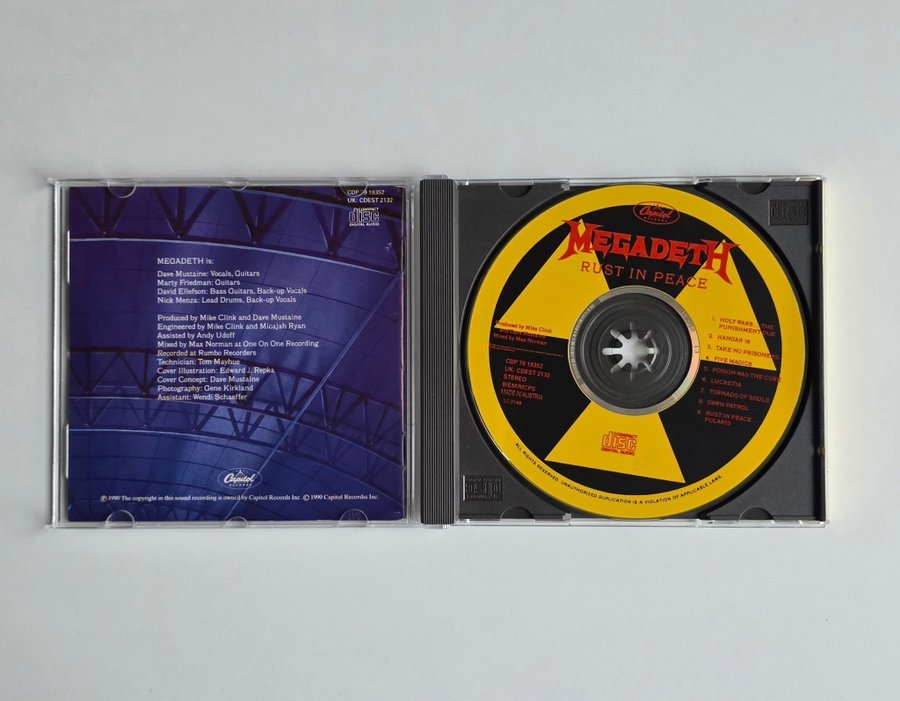 CDP 79 19352
UK: CDEST 2132
COMPACT
disc
DIGITAL AUDIO
MEGADETH is:
Dave Mustaine: Vocals, Guitars
Marty Friedman: Guitars
David Ellefson: Bass Guitars, Back-up Vocals
Nick Menza: Lead Drums, Back-up Vocals
Produced by Mike Clink and Dave Mustaine
Engineered by Mike Clink and Micajah Ryan
Assisted by Andy Udoff
Mixed by Max Norman at One On One Recording
Recorded at Rumbo Recorders
Technician: Tom Mayhue
Cover Illustration: Edward J. Repka
Cover Concept: Dave Mustaine
Photography: Gene Kirkland
Assistant: Wendi Schaeffer
Capitol
RECORDS
℗ 1990 The copyright in this sound recording is owned by Capitol Records Inc. © 1990 Capitol Records Inc.
Capitol
RECORDS
MEGADETH
RUST IN PEACE
Produced by Mike Clink
Mixed by Max Norman
CDP 79 19352
UK: CDEST 2132
STEREO
BIEM/MCPS
MADE IN AUSTRIA
1. HOLY WARS... THE
PUNISHMENT DUE
2. HANGAR 18
3. TAKE NO PRISONERS
4. FIVE MAGICS
5. POISON WAS THE CURE
6. LUCRETIA
7. TORNADO OF SOULS
8. DAWN PATROL
9. RUST IN PEACE...
POLARIS
COMPACT
disc
DIGITAL AUDIO
ALL RIGHTS RESERVED. UNAUTHORIZED DUPLICATION IS A VIOLATION OF APPLICABLE LAWS.